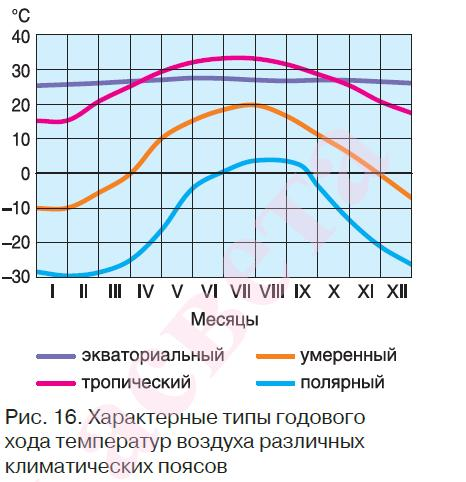 °C
40
30
20
10
0
–10
–20
–30
I II III IV V VI VII VIII IX X XI XII
Месяцы
экваториальный умеренный
тропический полярный
Рис. 16. Характерные типы годового
хода температур воздуха различных
климатических поясов
асвета